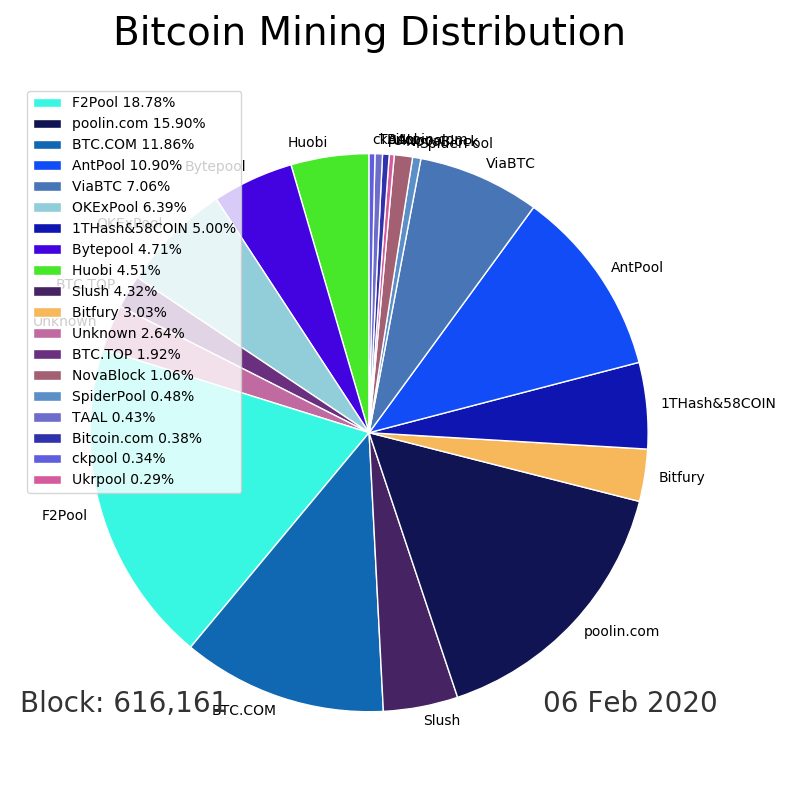 Bitcoin Mining Distribution
F2Pool 18.78%
poolin.com 15.90%
BTC.COM 11.86%
AntPool 10.90%
ViaBTC 7.06%
OKExPool 6.39%
1THash&58COIN 5.00%
Bytepool 4.71%
Huobi 4.51%
Slush 4.32%
Bitfury 3.03%
Unknown 2.64%
BTC.TOP 1.92%
NovaBlock 1.06%
SpiderPool 0.48%
TAAL 0.43%
Bitcoin.com 0.38%
ckpool 0.34%
Ukrpool 0.29%
Huobi
SpiderPool
ViaBTC
Bytepool
OKExPool
AntPool
BTC.TOP
Unknown
1THash&58COIN
Bitfury
F2Pool
poolin.com
Block: 616,161
BTC.COM
Slush
06 Feb 2020